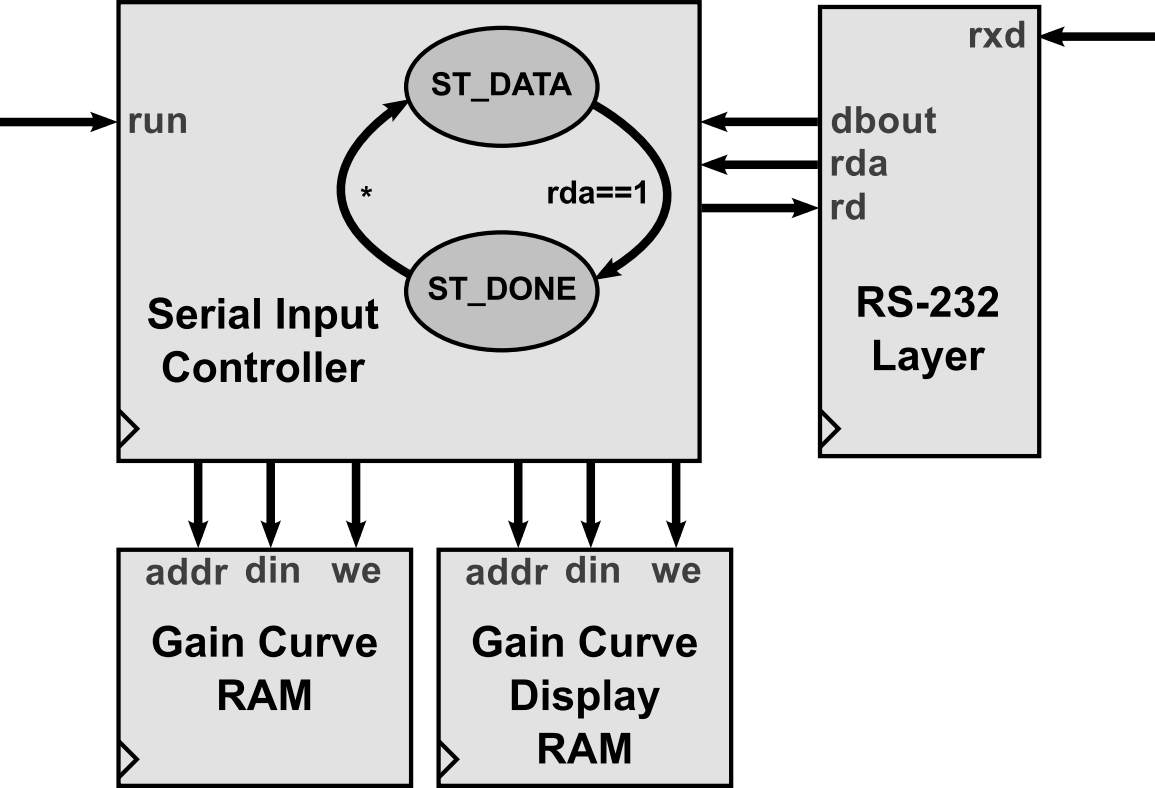 ST_DATA
rxd
run
dbout
rda
*
rda==1
rd
ST_DONE
Serial Input
Controller
RS-232
Layer
addr din we
Gain Curve
RAM
addr din we
Gain Curve
Display
RAM